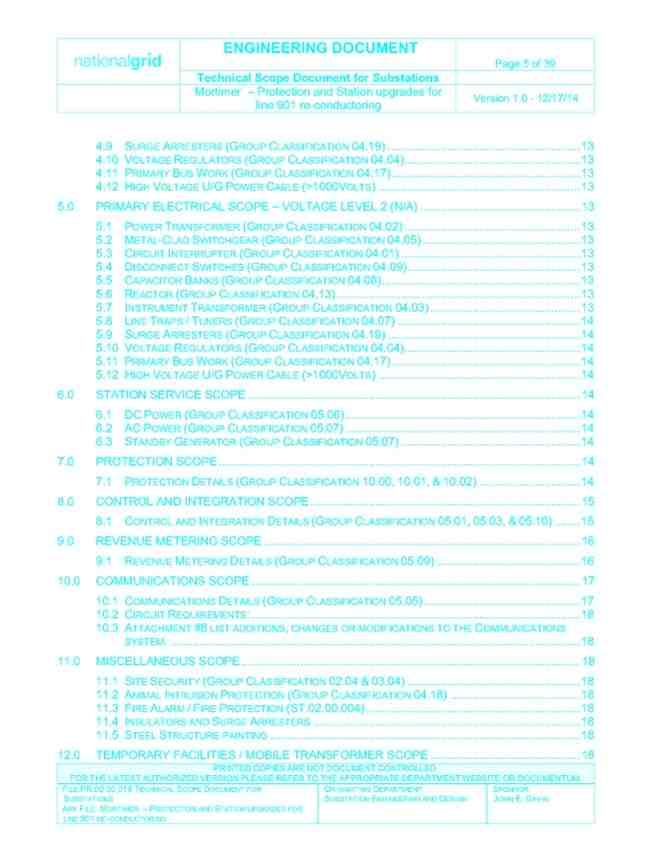 nationalgrid
ENGINEERING DOCUMENT
Page 5 of 39
Technical Scope Document for Substations
Mortimer – Protection and Station upgrades for
line 901 re-conductoring
Version 1.0 - 12/17/14
4.9 SURGE ARRESTERS (GROUP CLASSIFICATION 04.19) 13
4.10 VOLTAGE REGULATORS (GROUP CLASSIFICATION 04.04) 13
4.11 PRIMARY BUS WORK (GROUP CLASSIFICATION 04.17) 13
4.12 HIGH VOLTAGE U/G POWER CABLE (>1000VOLTS) 13
5.0 PRIMARY ELECTRICAL SCOPE – VOLTAGE LEVEL 2 (N/A) 13
5.1 POWER TRANSFORMER (GROUP CLASSIFICATION 04.02) 13
5.2 METAL-CLAD SWITCHGEAR (GROUP CLASSIFICATION 04.05) 13
5.3 CIRCUIT INTERRUPTER (GROUP CLASSIFICATION 04.01) 13
5.4 DISCONNECT SWITCHES (GROUP CLASSIFICATION 04.09) 13
5.5 CAPACITOR BANKS (GROUP CLASSIFICATION 04.08) 13
5.6 REACTOR (GROUP CLASSIFICATION 04.13) 13
5.7 INSTRUMENT TRANSFORMER (GROUP CLASSIFICATION 04.03) 13
5.8 LINE TRAPS / TUNERS (GROUP CLASSIFICATION 04.07) 14
5.9 SURGE ARRESTERS (GROUP CLASSIFICATION 04.19) 14
5.10 VOLTAGE REGULATORS (GROUP CLASSIFICATION 04.04) 14
5.11 PRIMARY BUS WORK (GROUP CLASSIFICATION 04.17) 14
5.12 HIGH VOLTAGE U/G POWER CABLE (>1000VOLTS) 14
6.0 STATION SERVICE SCOPE 14
6.1 DC POWER (GROUP CLASSIFICATION 05.06) 14
6.2 AC POWER (GROUP CLASSIFICATION 05.07) 14
6.3 STANDBY GENERATOR (GROUP CLASSIFICATION 05.07) 14
7.0 PROTECTION SCOPE 14
7.1 PROTECTION DETAILS (GROUP CLASSIFICATION 10.00, 10.01, & 10.02) 14
8.0 CONTROL AND INTEGRATION SCOPE 15
8.1 CONTROL AND INTEGRATION DETAILS (GROUP CLASSIFICATION 05.01, 05.03, & 05.10) 15
9.0 REVENUE METERING SCOPE 16
9.1 REVENUE METERING DETAILS (GROUP CLASSIFICATION 05.09) 16
10.0 COMMUNICATIONS SCOPE 17
10.1 COMMUNICATIONS DETAILS (GROUP CLASSIFICATION 05.05) 17
10.2 CIRCUIT REQUIREMENTS: 18
10.3 ATTACHMENT #8 LIST ADDITIONS, CHANGES OR MODIFICATIONS TO THE COMMUNICATIONS
SYSTEM 18
11.0 MISCELLANEOUS SCOPE 18
11.1 SITE SECURITY (GROUP CLASSIFICATION 02.04 & 03.04) 18
11.2 ANIMAL INTRUSION PROTECTION (GROUP CLASSIFICATION 04.18) 18
11.3 FIRE ALARM / FIRE PROTECTION (ST.02.00.004) 18
11.4 INSULATORS AND SURGE ARRESTERS 18
11.5 STEEL STRUCTURE PAINTING 18
12.0 TEMPORARY FACILITIES / MOBILE TRANSFORMER SCOPE 18
PRINTED COPIES ARE NOT DOCUMENT CONTROLLED
FOR THE LATEST AUTHORIZED VERSION PLEASE REFER TO THE APPROPRIATE DEPARTMENT WEBSITE OR DOCUMENTUM.
FILE: TECHNICAL SCOPE DOCUMENT FOR
SUBSTATIONS
ORIGINATING DEPARTMENT:
SUBSTATION ENGINEERING AND DESIGN
SPONSOR:
JOHN E.
FILE: MORTIMER – PROTECTION AND STATION UPGRADES FOR
LINE 901 RE-CONDUCTORING